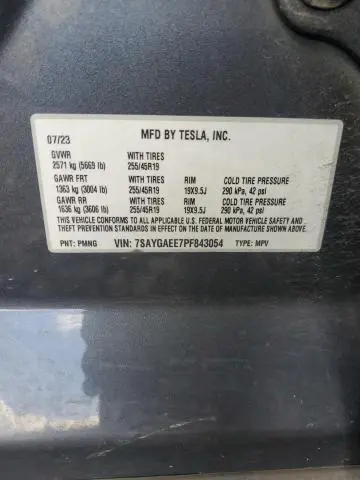 07/23 MFD BY TESLA, INC.
GVWR WITH TIRES
2571 kg (5669 lb) 255/45R19
GAWR FRT WITH TIRES RIM COLD TIRE PRESSURE
1363 kg (3004 lb) 255/45R19 19X9.5J 290 kPa, 42 psi
GAWR RR WITH TIRES RIM COLD TIRE PRESSURE
1636 kg (3606 lb) 255/45R19 19X9.5J 290 kPa, 42 psi
THIS VEHICLE CONFORMS TO ALL APPLICABLE U.S. FEDERAL MOTOR VEHICLE SAFETY AND
THEFT PREVENTION STANDARDS IN EFFECT ON THE DATE OF MANUFACTURE SHOWN ABOVE.
PNT: PMNG VIN: 7SAYGAEE7PF843054 TYPE: MPV